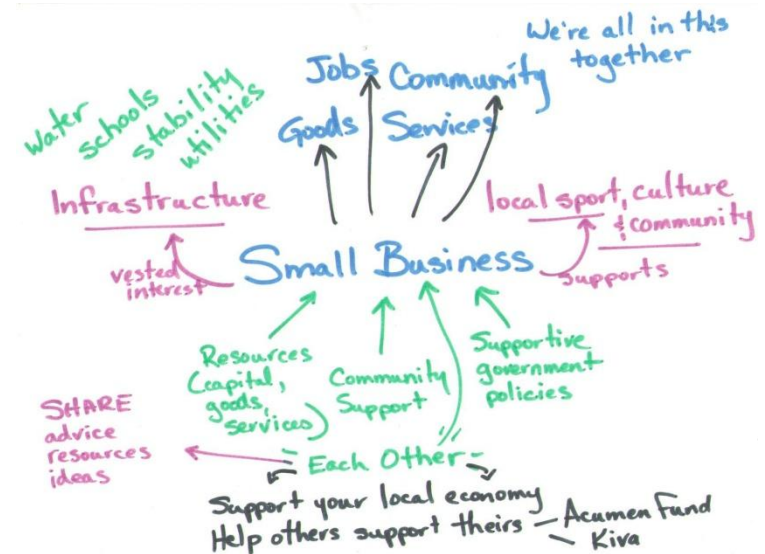 We're all in this
together
Jobs Community
Goods Services
water
schools
stability
utilities
Infrastructure
local sport, culture
& community
vested
interest
Small Business
supports
Resources
(capital,
goods,
services)
Community
Support
Supportive
government
policies
SHARE
advice
resources
ideas
Each Other
Support your local economy
Help others support theirs - Acumen Fund
- Kiva